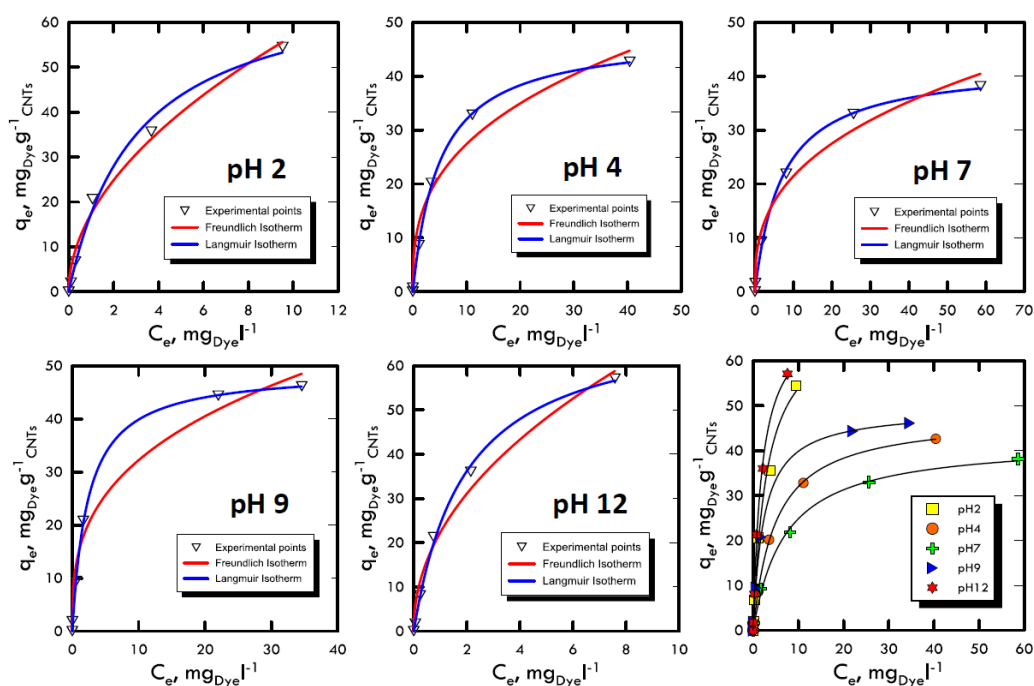 60
50
40
30
20
10
0
q_e, mg_Dye g^-1 CNTs
pH 2
Experimental points
Freundlich Isotherm
Langmuir Isotherm
0 2 4 6 8 10 12
C_e, mg_Dye l^-1
50
40
30
20
10
0
q_e, mg_Dye g^-1 CNTs
pH 4
Experimental points
Freundlich Isotherm
Langmuir Isotherm
0 10 20 30 40 50
C_e, mg_Dye l^-1
50
40
30
20
10
0
q_e, mg_Dye g^-1 CNTs
pH 7
Experimental points
Freundlich Isotherm
Langmuir Isotherm
0 10 20 30 40 50 60 70
C_e, mg_Dye l^-1
50
40
30
20
10
0
q_e, mg_Dye g^-1 CNTs
pH 9
Experimental points
Freundlich Isotherm
Langmuir Isotherm
0 10 20 30 40
C_e, mg_Dye l^-1
60
50
40
30
20
10
0
q_e, mg_Dye g^-1 CNTs
pH 12
Experimental points
Freundlich Isotherm
Langmuir Isotherm
0 2 4 6 8 10
C_e, mg_Dye l^-1
60
50
40
30
20
10
0
q_e, mg_Dye g^-1 CNTs
pH2
pH4
pH7
pH9
pH12
0 10 20 30 40 50 60
C_e, mg_Dye l^-1